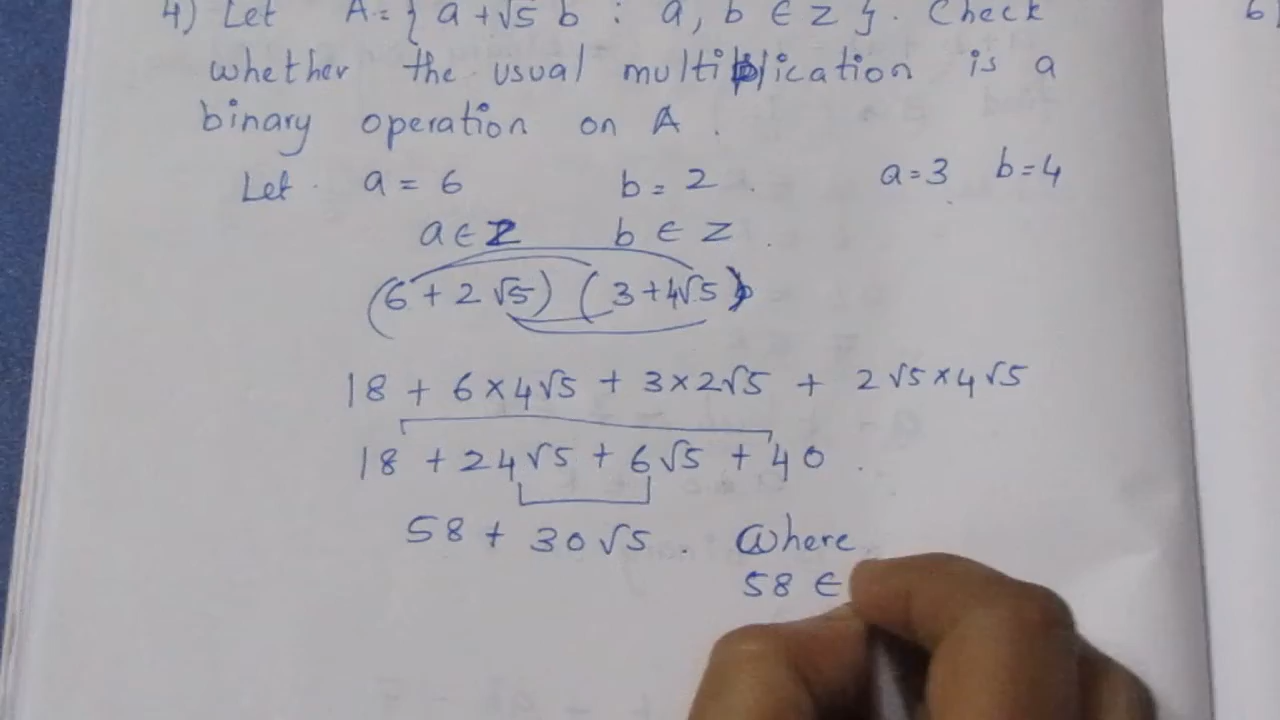 4) Let A = { a + √5 b : a, b ∈ z }. Check
whether the usual multiplication is a
binary operation on A.
Let a = 6 b = 2. a = 3 b = 4
a ∈ Z b ∈ Z.
(6 + 2√5) (3 + 4√5)
18 + 6×4√5 + 3×2√5 + 2√5×4√5
18 + 24√5 + 6√5 + 40.
58 + 30√5. Where
58 ∈
6)